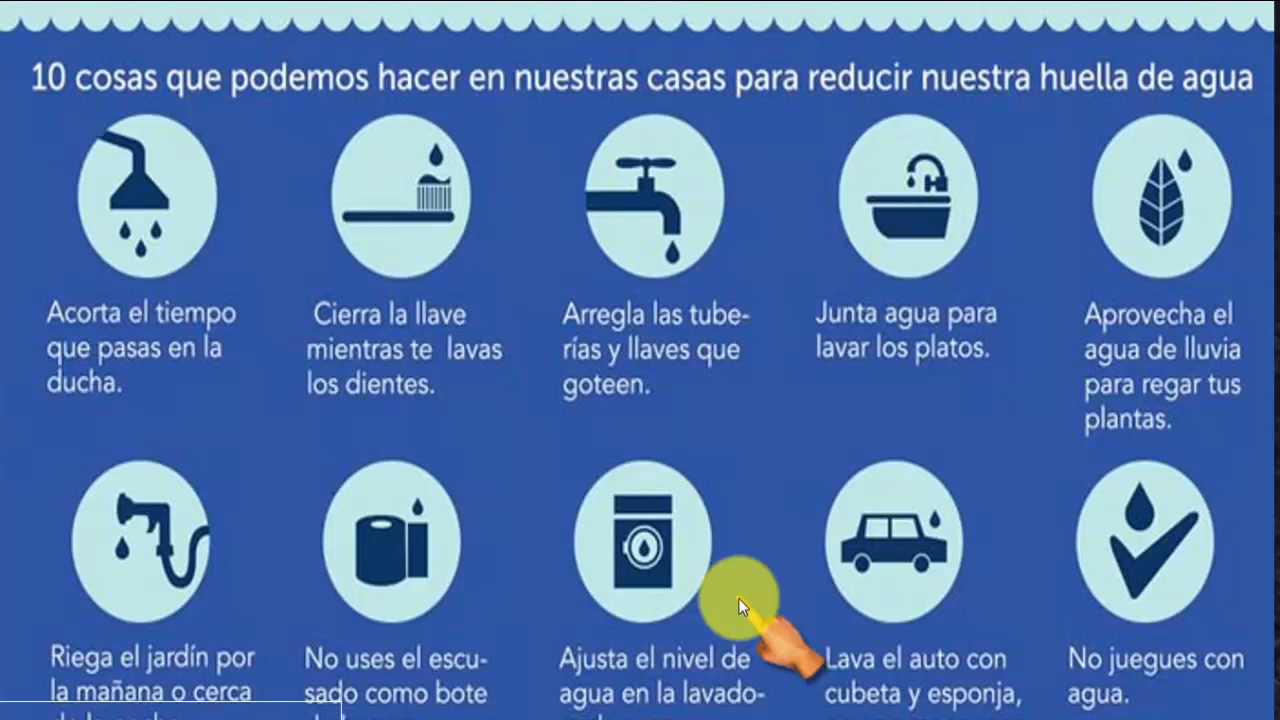 10 cosas que podemos hacer en nuestras casas para reducir nuestra huella de agua
Acorta el tiempo
que pasas en la
ducha.
Cierra la llave
mientras te lavas
los dientes.
Arregla las tube-
rías y llaves que
goteen.
Junta agua para
lavar los platos.
Aprovecha el
agua de lluvia
para regar tus
plantas.
Riega el jardín por
la mañana o cerca
No uses el escu-
sado como bote
Ajusta el nivel de
agua en la lavado-
Lava el auto con
cubeta y esponja,
No juegues con
agua.